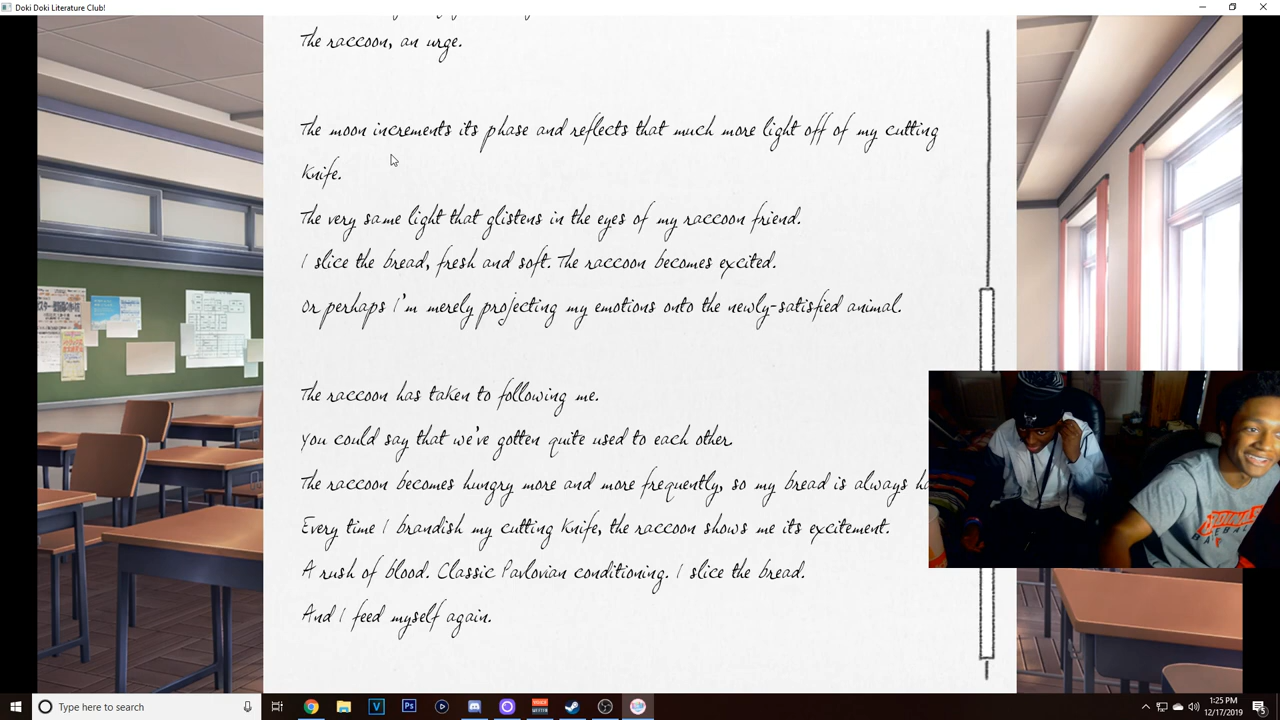 Doki Doki Literature Club!
The raccoon, an urge.
The moon increments its phase and reflects that much more light off of my cutting
knife.
The very same light that glistens in the eyes of my raccoon friend.
I slice the bread, fresh and soft. The raccoon becomes excited.
Or perhaps I'm merely projecting my emotions onto the newly-satisfied animal.
The raccoon has taken to following me.
You could say that we've gotten quite used to each other
The raccoon becomes hungry more and more frequently, so my bread is always
Every time I brandish my cutting knife, the raccoon shows me its excitement.
A rush of blood. Classic Pavlovian conditioning. I slice the bread.
And I feed myself again.
Type here to search
1:25 PM
12/17/2019